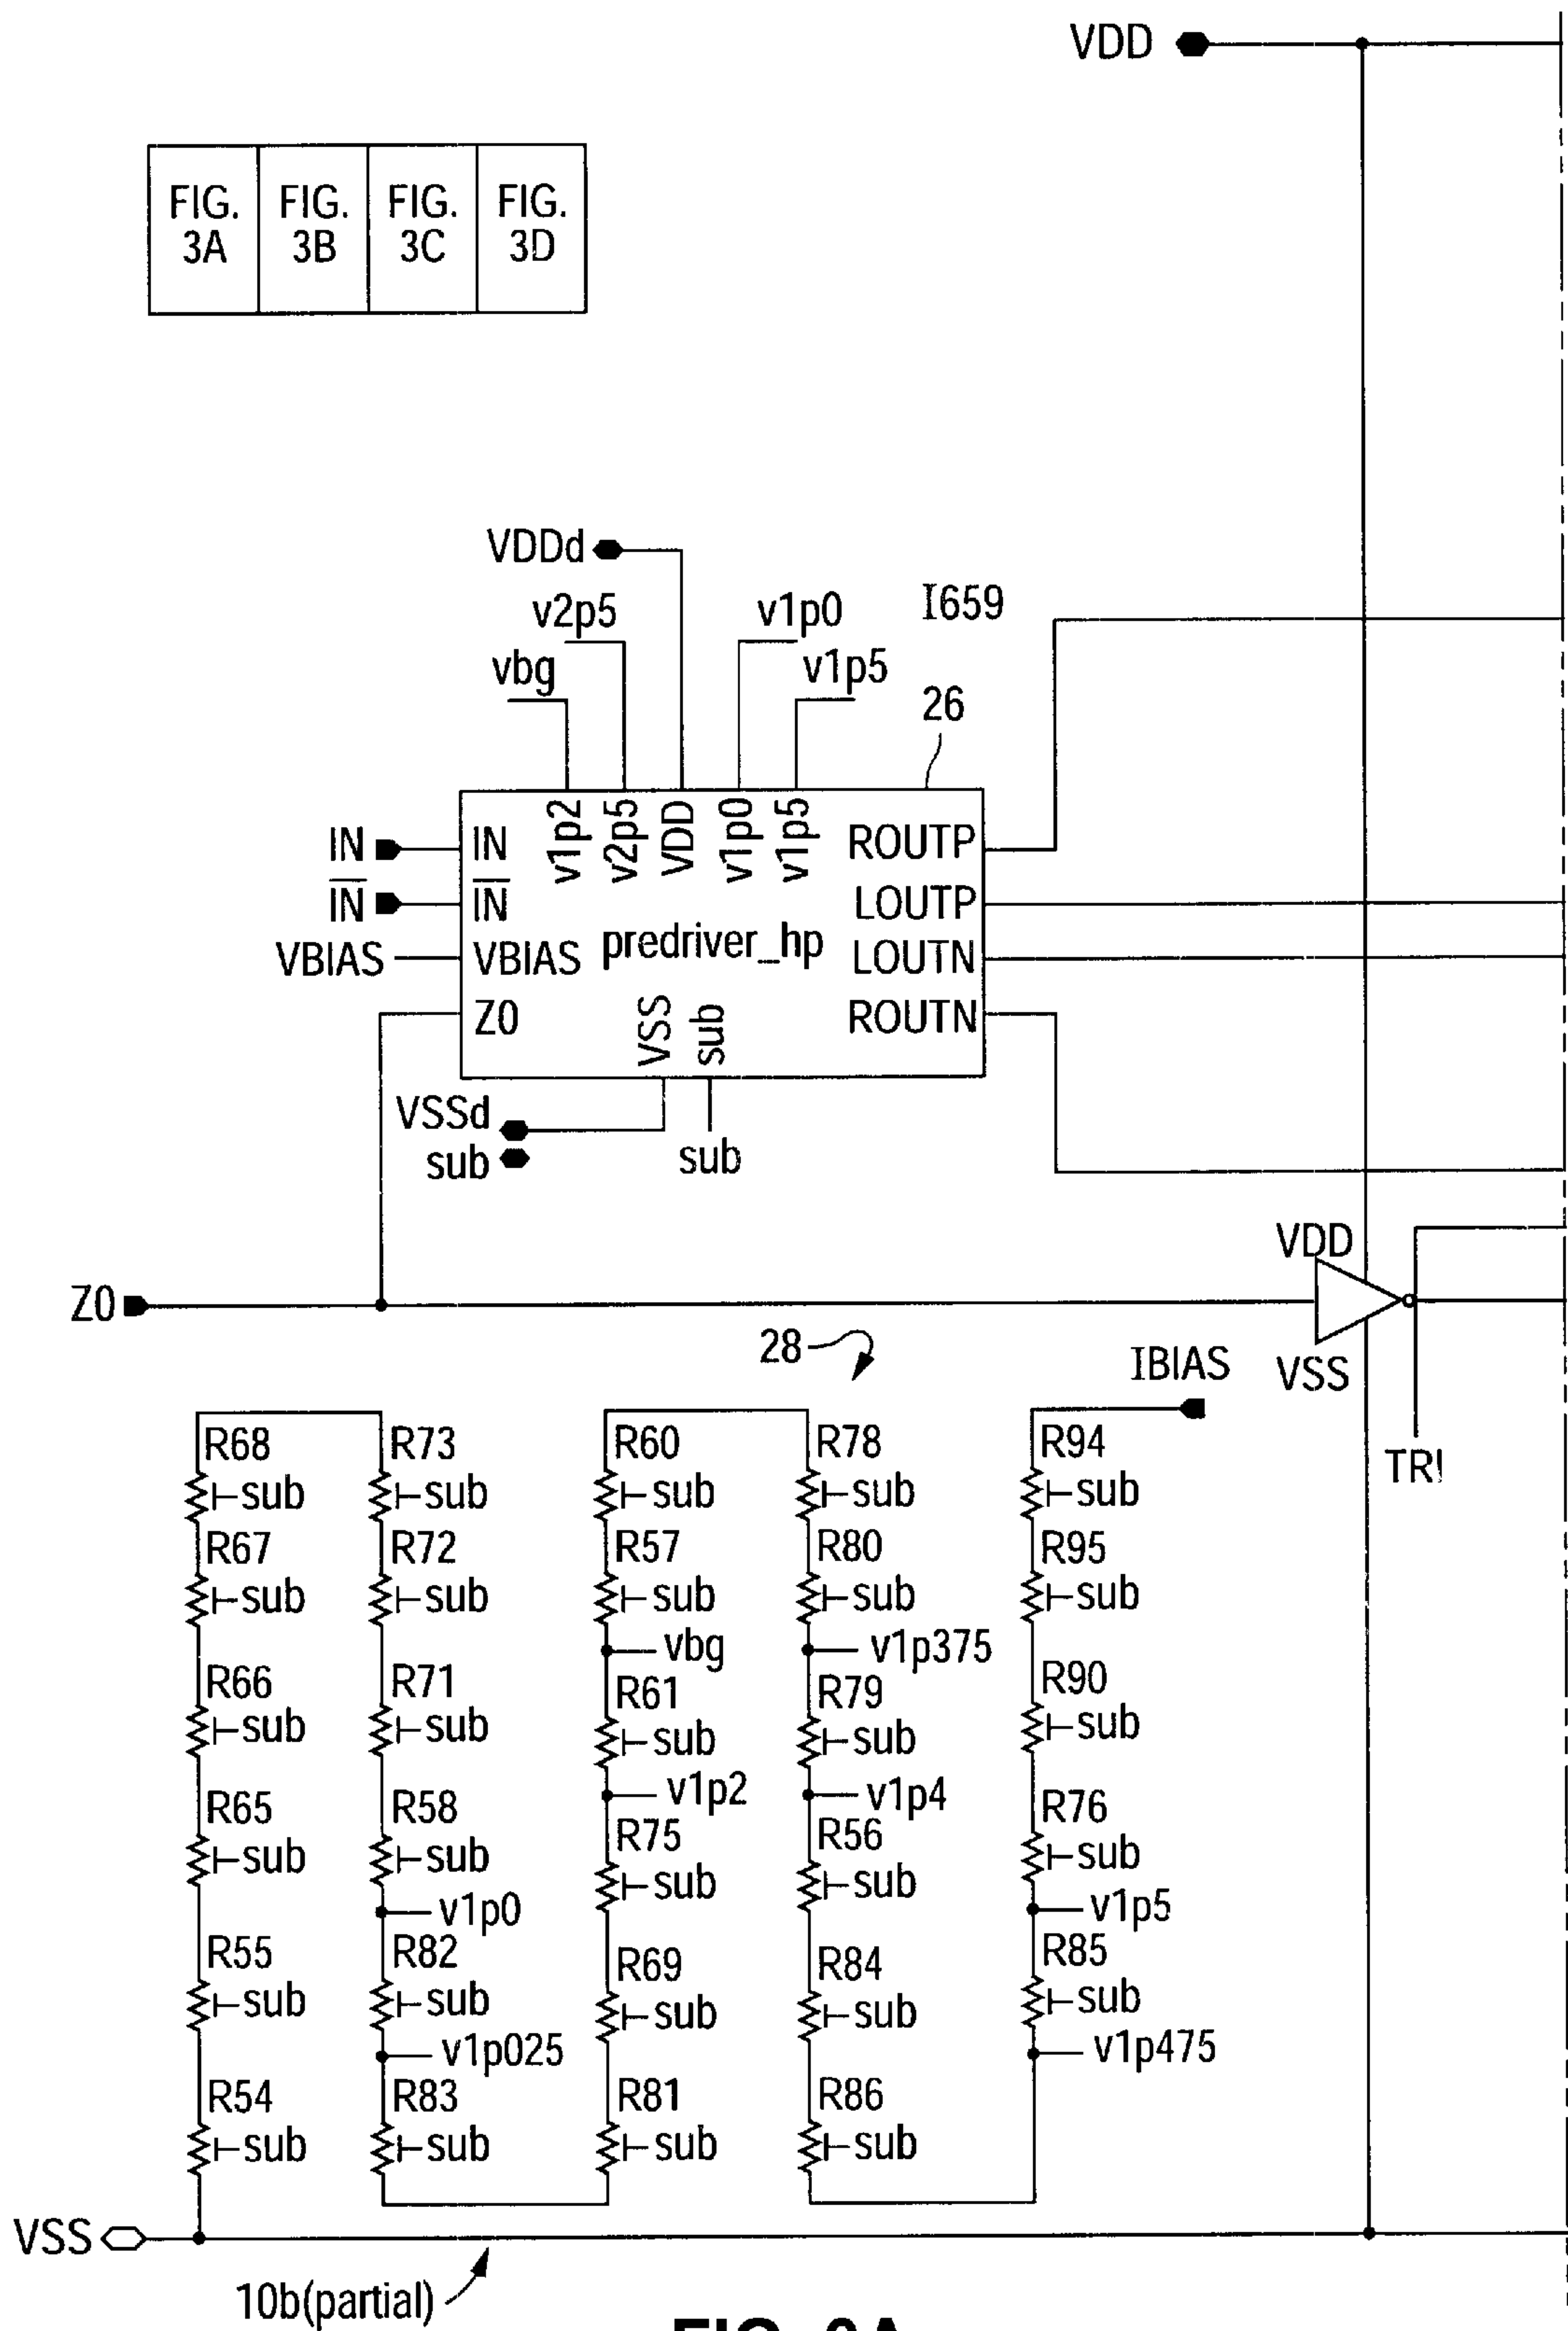 VDD
FIG. 3A
FIG. 3B
FIG. 3C
FIG. 3D
VDDd
v2p5
v1p0
I659
vbg
v1p5
26
v1p2
v2p5
VDD
v1p0
v1p5
IN
IN
ROUTP
IN
IN
LOUTP
VBIAS
VBIAS
predriver_hp
LOUTN
Z0
VSS
sub
ROUTN
VSSd
sub
sub
VDD
Z0
28
IBIAS
VSS
TRI
R68
sub
R67
sub
R66
sub
R65
sub
R55
sub
R54
sub
R73
sub
R72
sub
R71
sub
R58
sub
v1p0
R82
sub
v1p025
R83
sub
R60
sub
R57
sub
vbg
R61
sub
v1p2
R75
sub
R69
sub
R81
sub
R78
sub
R80
sub
v1p375
R79
sub
v1p4
R56
sub
R84
sub
R86
sub
R94
sub
R95
sub
R90
sub
R76
sub
v1p5
R85
sub
v1p475
VSS
10b(partial)